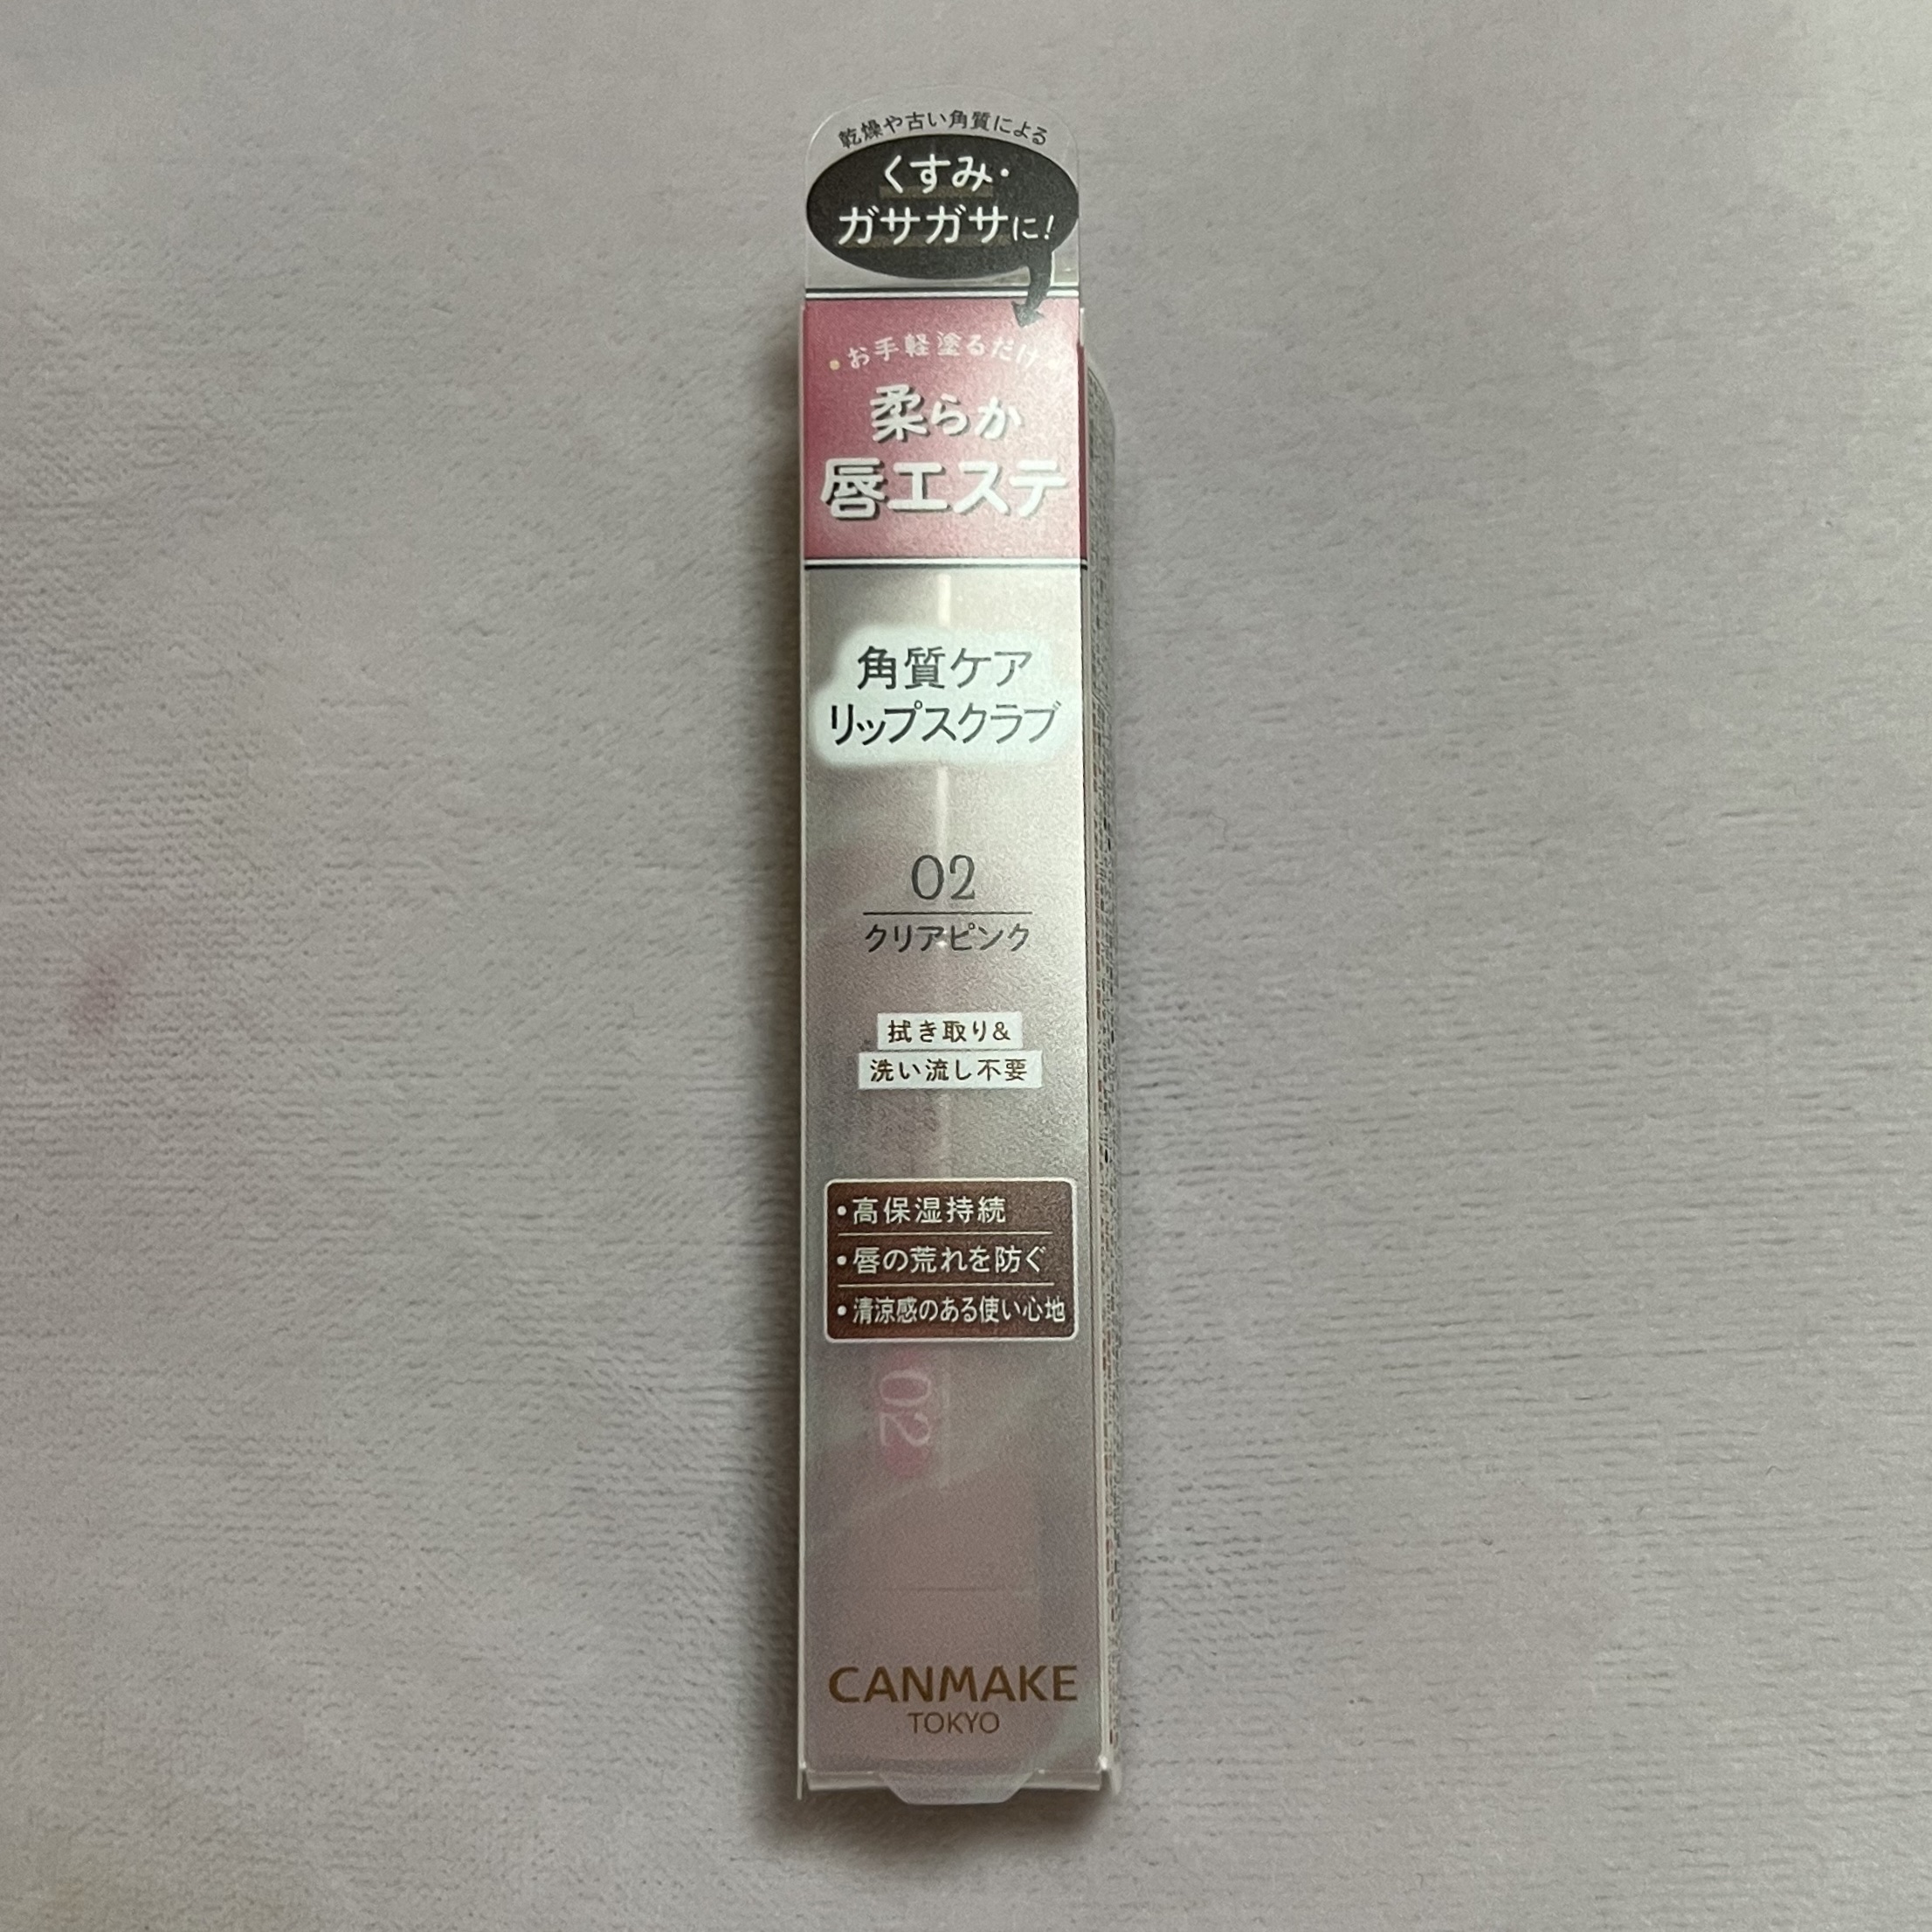 乾燥や古い角質による
くすみ・
ガサガサに!
お手軽塗るだけ
柔らか
唇エステ
角質ケア
リップスクラブ
02
クリアピンク
拭き取り&
洗い流し不要
•高保湿持続
•唇の荒れを防ぐ
•清涼感のある使い心地
02
CANMAKE
TOKYO